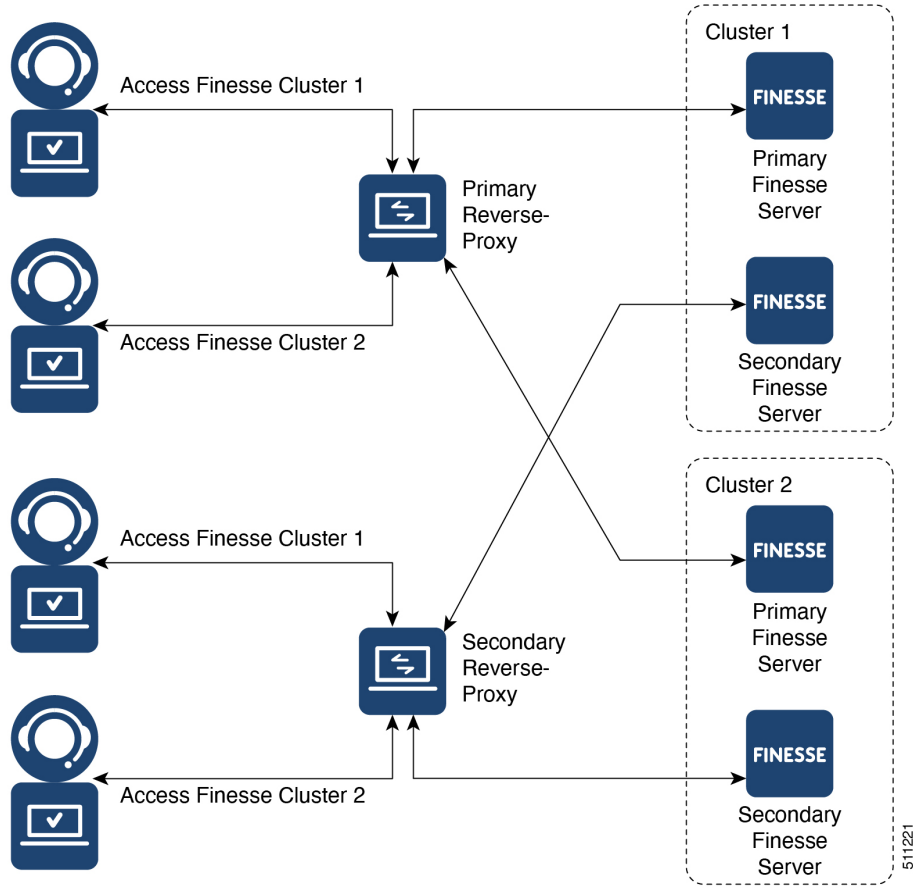 Cluster 1
Access Finesse Cluster 1
FINESSE
Primary
Finesse
Server
Primary
Reverse-
Proxy
Access Finesse Cluster 2
FINESSE
Secondary
Finesse
Server
Cluster 2
Access Finesse Cluster 1
FINESSE
Primary
Finesse
Server
Secondary
Reverse-
Proxy
Access Finesse Cluster 2
FINESSE
Secondary
Finesse
Server
511221